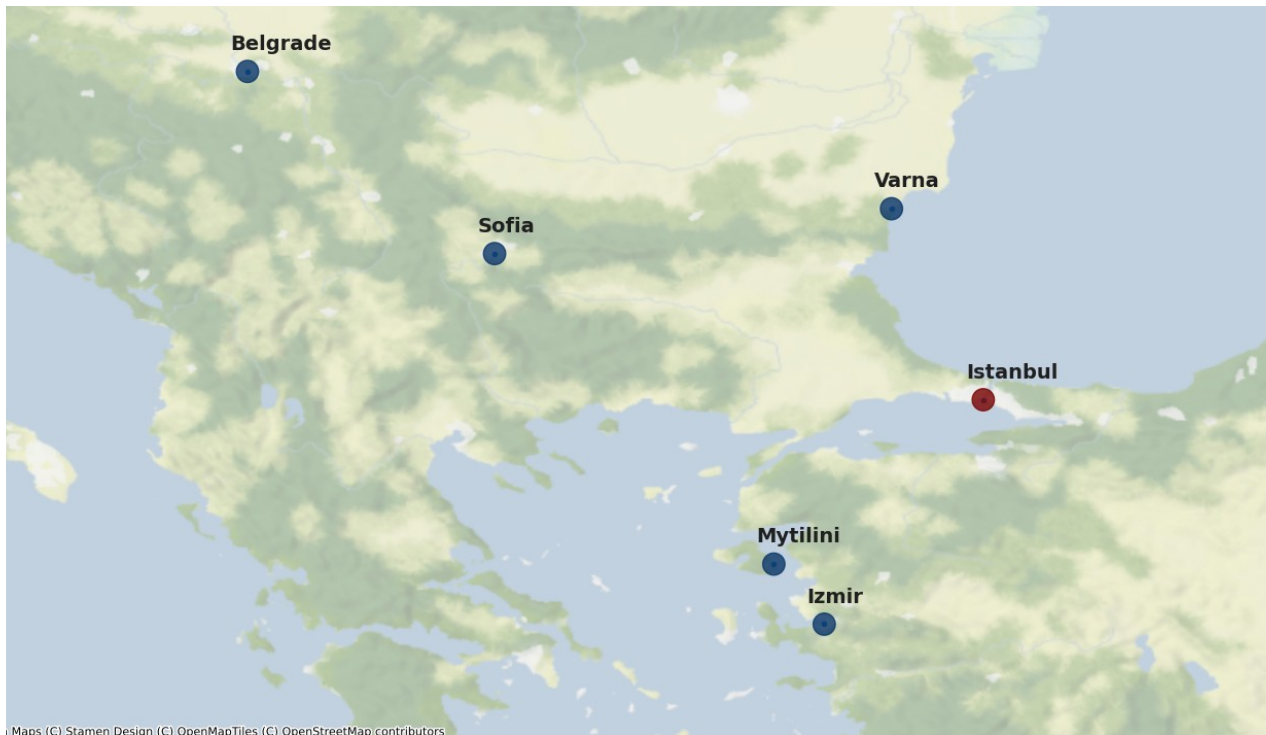 Belgrade
Varna
Sofia
Istanbul
Mytilini
Izmir
Maps (C) Stamen Design (C) OpenMapTiles (C) OpenStreetMap contributors